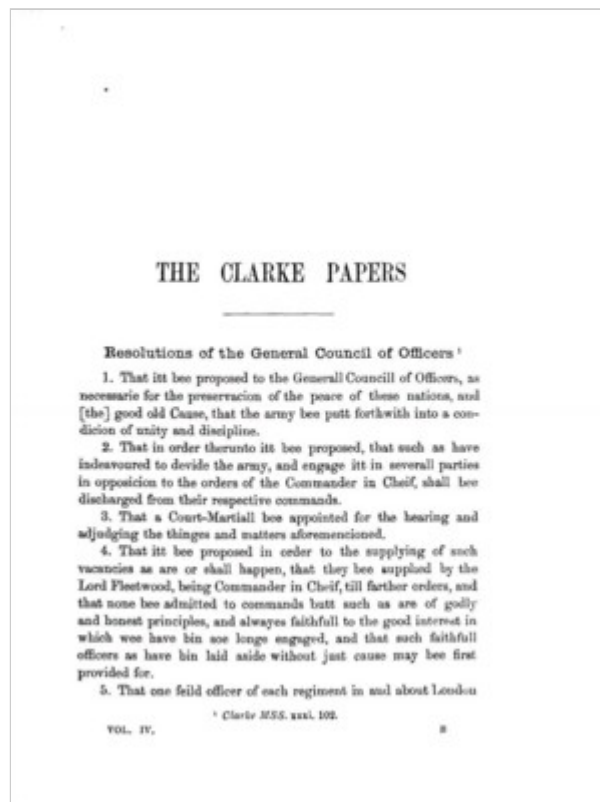 THE CLARKE PAPERS
Resolutions of the General Council of Officers ¹
1. That itt bee proposed to the Generall Councill of Officers, as
necessarie for the preservacion of the peace of these nations, and
[the] good old Cause, that the army bee putt forthwith into a con-
dicion of unity and discipline.
2. That in order therunto itt bee proposed, that such as have
indeavoured to devide the army, and engage itt in severall parties
in opposicion to the orders of the Commander in Cheif, shall bee
discharged from their respective commands.
3. That a Court-Martiall bee appointed for the hearing and
adjudging the thinges and matters aforemencioned.
4. That itt bee proposed in order to the supplying of such
vacancies as are or shall happen, that they bee supplied by the
Lord Fleetwood, being Commander in Cheif, till farther orders, and
that none bee admitted to commands butt such as are of godly
and honest principles, and alwayes faithfull to the good interest in
which wee have bin soe longe engaged, and that such faithfull
officers as have bin laid aside without just cause may bee first
provided for.
5. That one feild officer of each regiment in and about London
¹ Clarke MSS. xxxi. 102.
VOL. IV. B